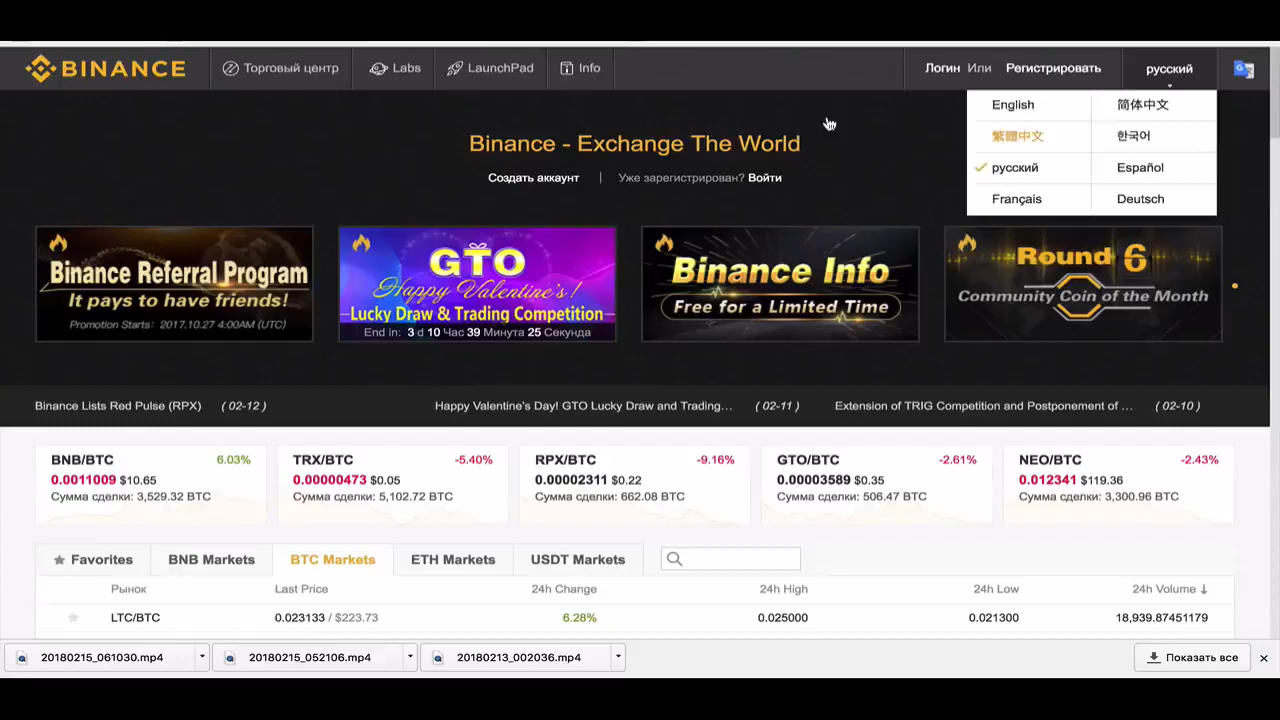 BINANCE
Торговый центр
Labs
LaunchPad
Info
Логин Или Регистрировать
русский
English 简体中文
繁體中文 한국어
русский Español
Français Deutsch
Binance - Exchange The World
Создать аккаунт | Уже зарегистрирован? Войти
Binance Referral Program
It pays to have friends!
Promotion Starts: 2017.10.27 4:00AM (UTC)
GTO
Happy Valentine's!
Lucky Draw & Trading Competition
End in: 3 d 10 Час 39 Минута 25 Секунда
Binance Info
Free for a Limited Time
Round 6
Community Coin of the Month
Binance Lists Red Pulse (RPX) ( 02-12 )
Happy Valentine's Day! GTO Lucky Draw and Trading... ( 02-11 )
Extension of TRIG Competition and Postponement of ... ( 02-10 )
BNB/BTC 6.03%
0.0011009 $10.65
Сумма сделки: 3,529.32 BTC
TRX/BTC -5.40%
0.00000473 $0.05
Сумма сделки: 5,102.72 BTC
RPX/BTC -9.16%
0.00002311 $0.22
Сумма сделки: 662.08 BTC
GTO/BTC -2.61%
0.00003589 $0.35
Сумма сделки: 506.47 BTC
NEO/BTC -2.43%
0.012341 $119.36
Сумма сделки: 3,300.96 BTC
Favorites BNB Markets BTC Markets ETH Markets USDT Markets
Рынок Last Price 24h Change 24h High 24h Low 24h Volume ↓
LTC/BTC 0.023133 / $223.73 6.28% 0.025000 0.021300 18,939.87451179
20180215_061030.mp4 20180215_052106.mp4 20180213_002036.mp4 Показать все